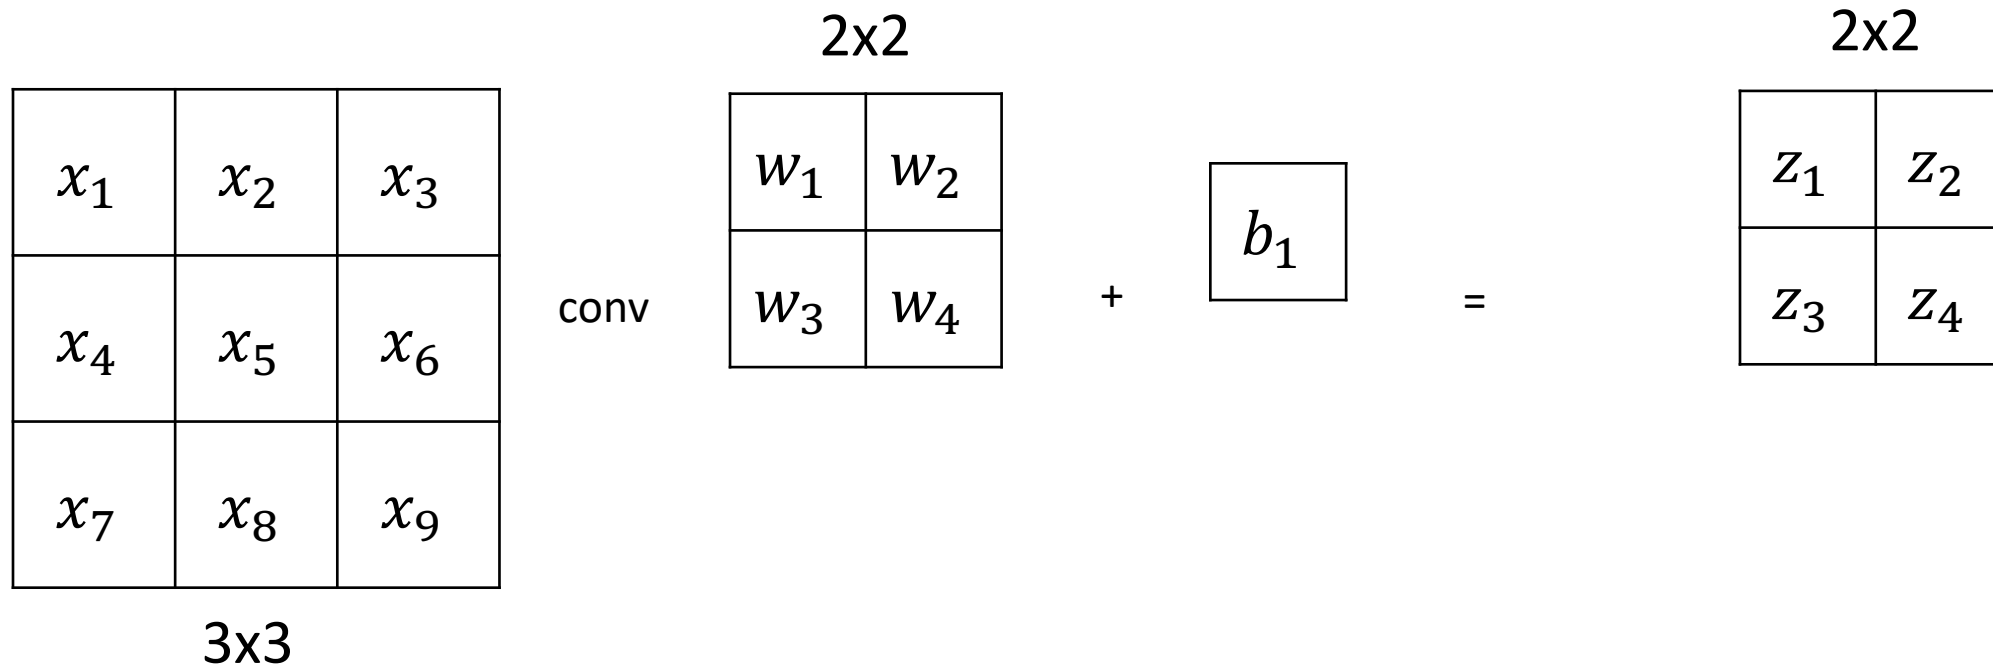 2x2 2x2
x₁ x₂ x₃ w₁ w₂ z₁ z₂
b₁
x₄ x₅ x₆ conv w₃ w₄ + = z₃ z₄
x₇ x₈ x₉
3x3